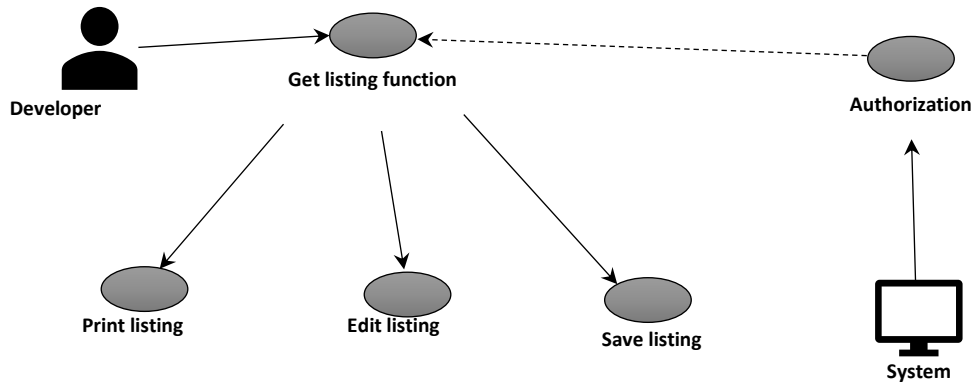 Get listing function
Developer
Authorization
Print listing
Edit listing
Save listing
System